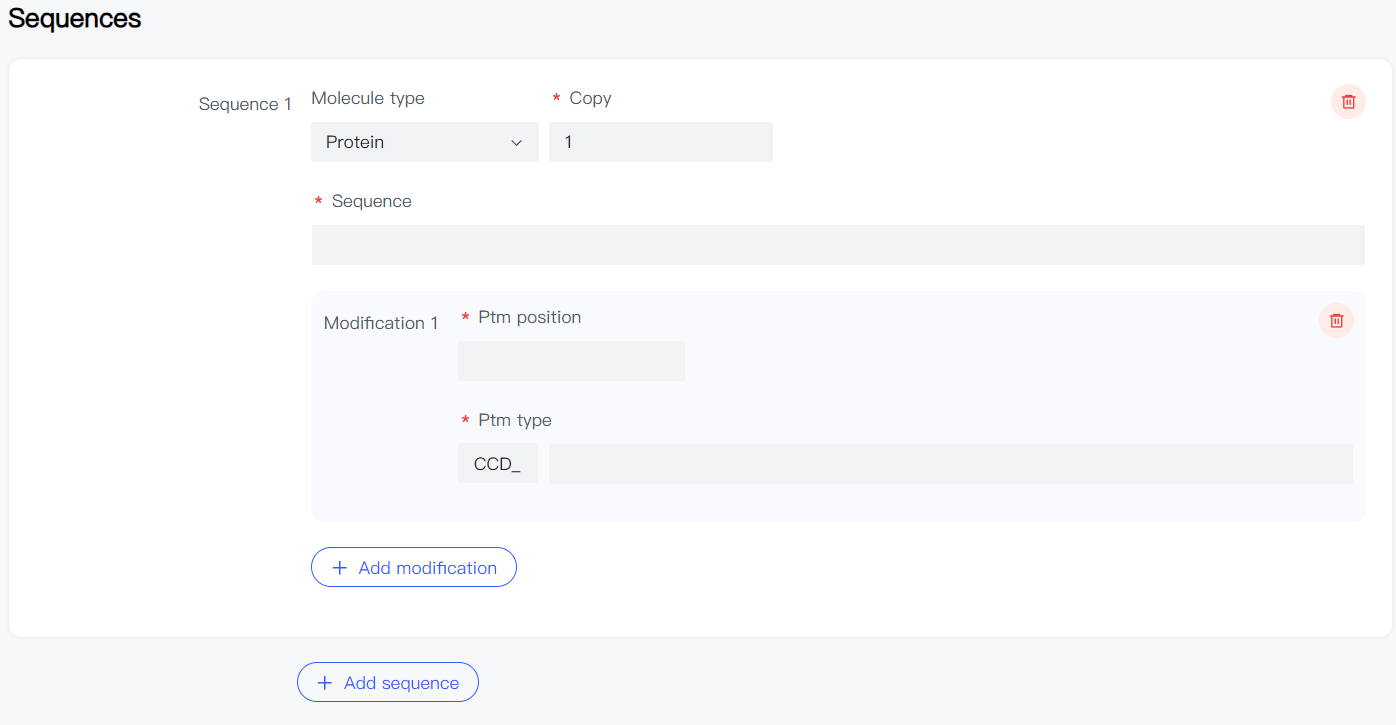 Sequences
Sequence 1
Molecule type
* Copy
Protein
1
* Sequence
Modification 1
* Ptm position
* Ptm type
CCD_
+ Add modification
+ Add sequence